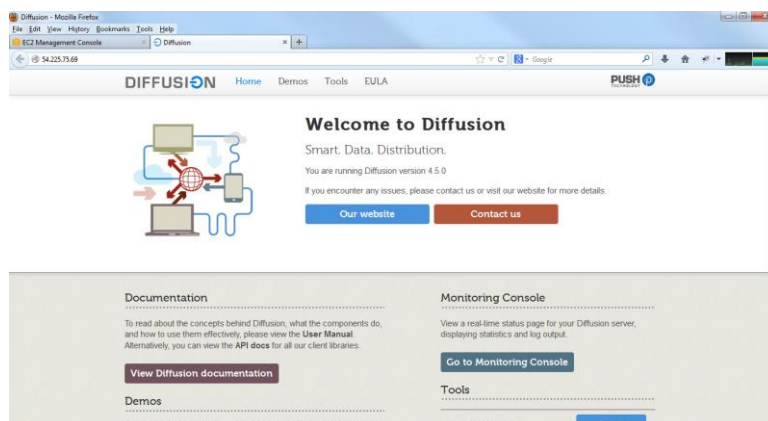 Diffusion - Mozilla Firefox
File Edit View History Bookmarks Tools Help
EC2 Management Console
Diffusion
54.225.75.69
Google
DIFFUSION Home Demos Tools EULA
PUSH
TECHNOLOGY
Welcome to Diffusion
Smart. Data. Distribution.
You are running Diffusion version 4.5.0
If you encounter any issues, please contact us or visit our website for more details.
Our website
Contact us
Documentation
To read about the concepts behind Diffusion, what the components do,
and how to use them effectively, please view the User Manual.
Alternatively, you can view the API docs for all our client libraries.
View Diffusion documentation
Demos
Monitoring Console
View a real-time status page for your Diffusion server,
displaying statistics and log output.
Go to Monitoring Console
Tools